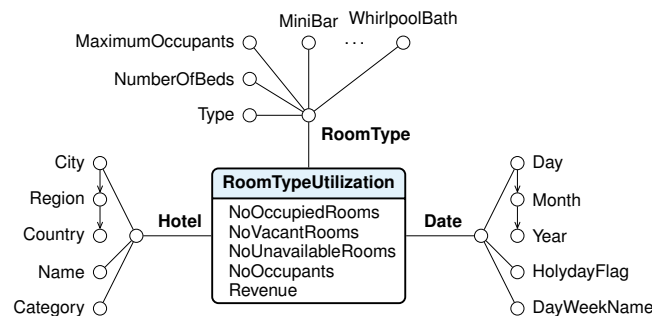 MiniBar
WhirlpoolBath
MaximumOccupants
...
NumberOfBeds
Type
RoomType
City
Day
RoomTypeUtilization
Region
Month
NoOccupiedRooms
Hotel
Date
NoVacantRooms
Country
Year
NoUnavailableRooms
NoOccupants
Name
HolydayFlag
Revenue
Category
DayWeekName